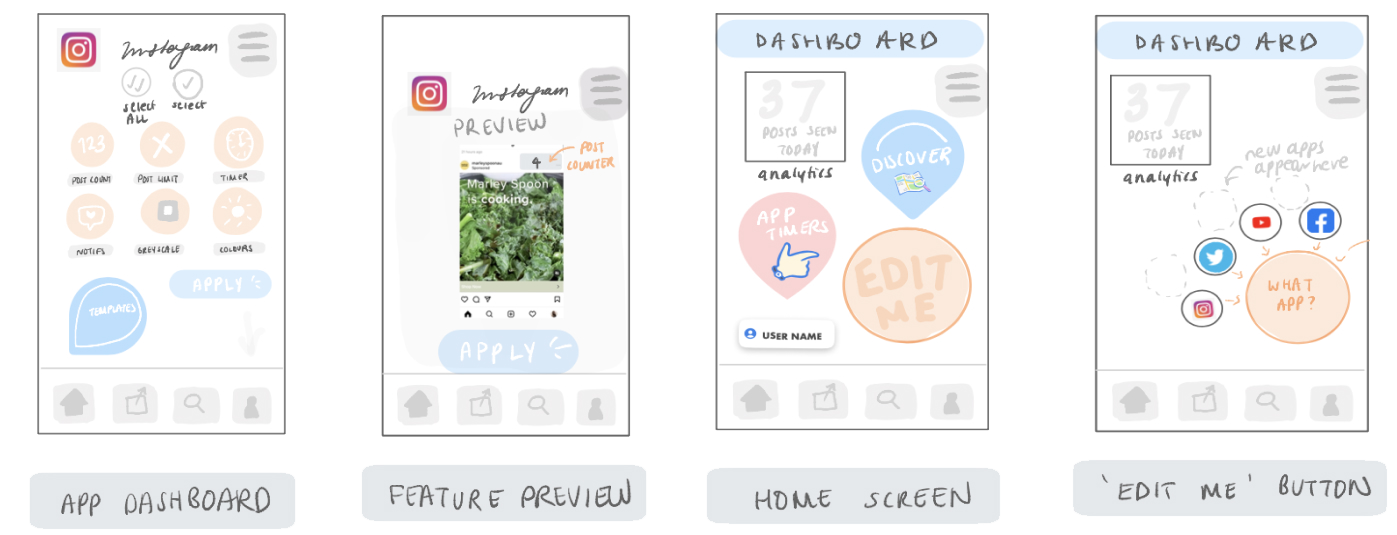 Instagram
SELECT
ALL
SELECT
123
POST COUNT
POST LIMIT
TIMER
NOTIFS
GREYSCALE
COLOURS
TEMPLATES
APPLY
APP DASHBOARD
Instagram
PREVIEW
marleyspoonau
Sponsored
4
POST
COUNTER
Marley Spoon
is cooking.
Shop Now
APPLY
FEATURE PREVIEW
DASHBOARD
37
POSTS SEEN
TODAY
analytics
DISCOVER
APP
TIMERS
EDIT
ME
USER NAME
HOME SCREEN
DASHBOARD
37
POSTS SEEN
TODAY
analytics
new apps
appear here
WHAT
APP?
'EDIT ME' BUTTON